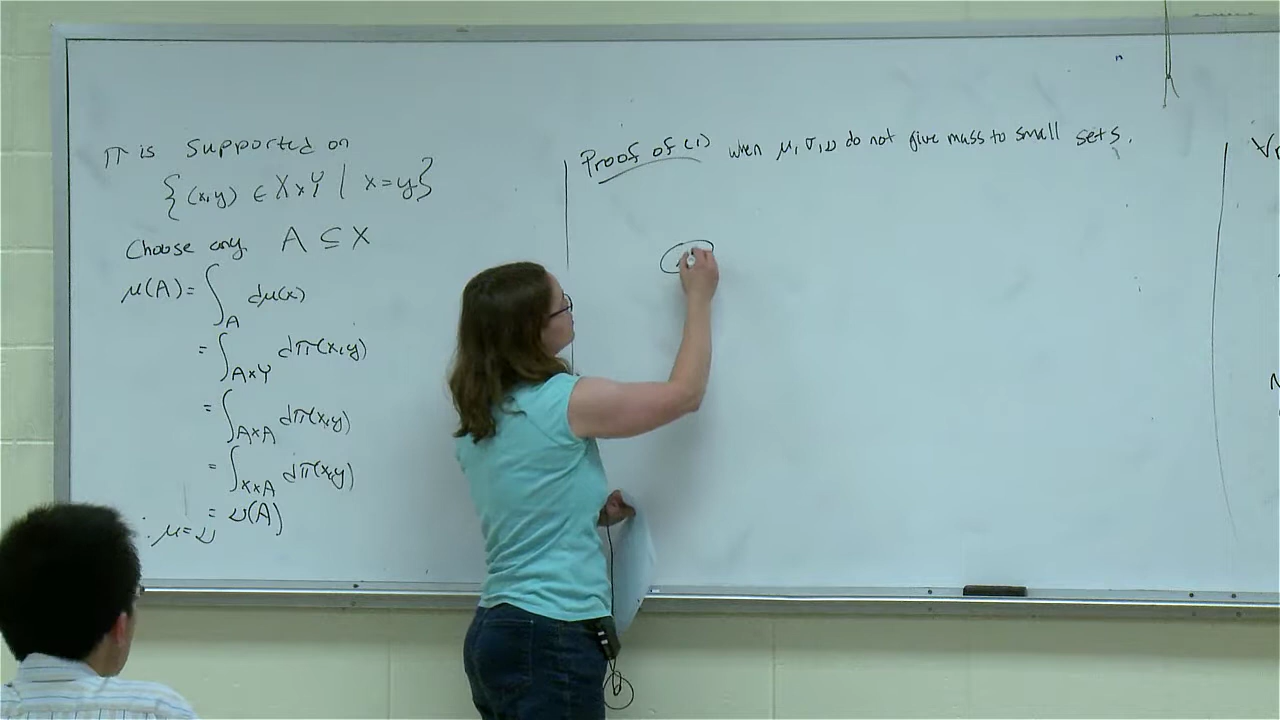 π is supported on
{(x,y) ∈ X×Y | x=y}
Choose any A ⊆ X
μ(A) = ∫_A dμ(x)
= ∫_{A×Y} dπ(x,y)
= ∫_{A×A} dπ(x,y)
= ∫_{X×A} dπ(x,y)
= ν(A)
∴ μ=ν
Proof of (1) when μ, σ, ν do not give mass to small sets.